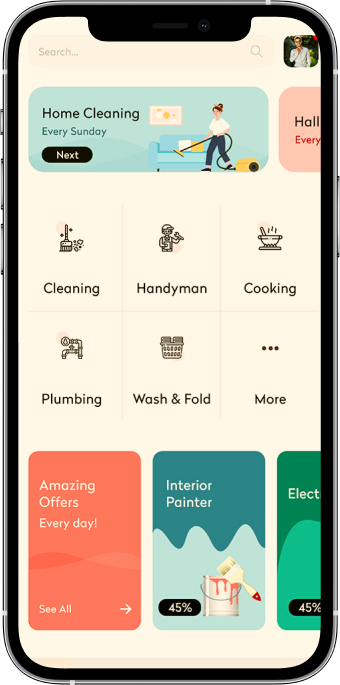 Search...
Home Cleaning
Every Sunday
Next
Hall
Every
Cleaning
Handyman
Cooking
Plumbing
Wash & Fold
More
Amazing
Offers
Every day!
See All
Interior
Painter
45%
Elect
45%